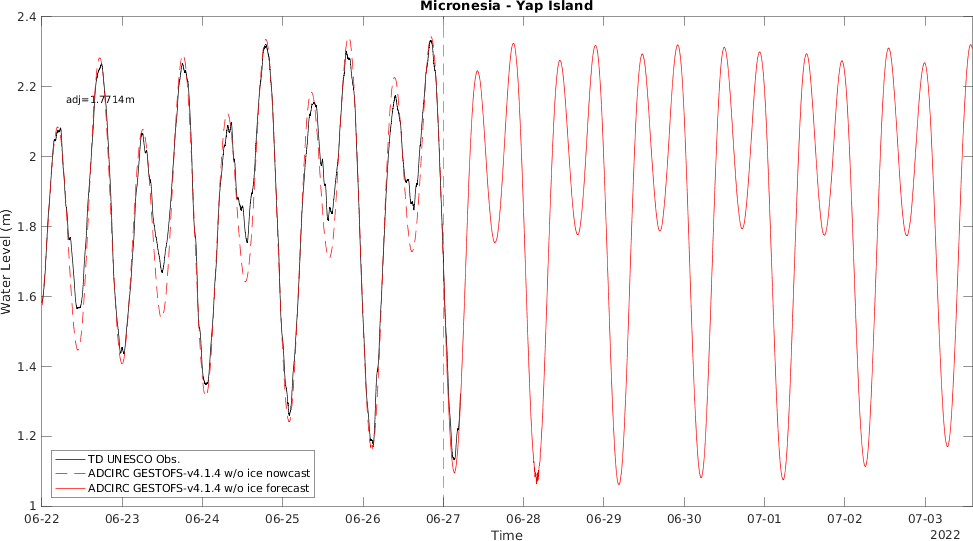 Micronesia - Yap Island
2.4
2.2
2
1.8
1.6
1.4
1.2
1
Water Level (m)
adj=1.7714m
TD UNESCO Obs.
ADCIRC GESTOFS-v4.1.4 w/o ice nowcast
ADCIRC GESTOFS-v4.1.4 w/o ice forecast
06-22 06-23 06-24 06-25 06-26 06-27 06-28 06-29 06-30 07-01 07-02 07-03
Time
2022